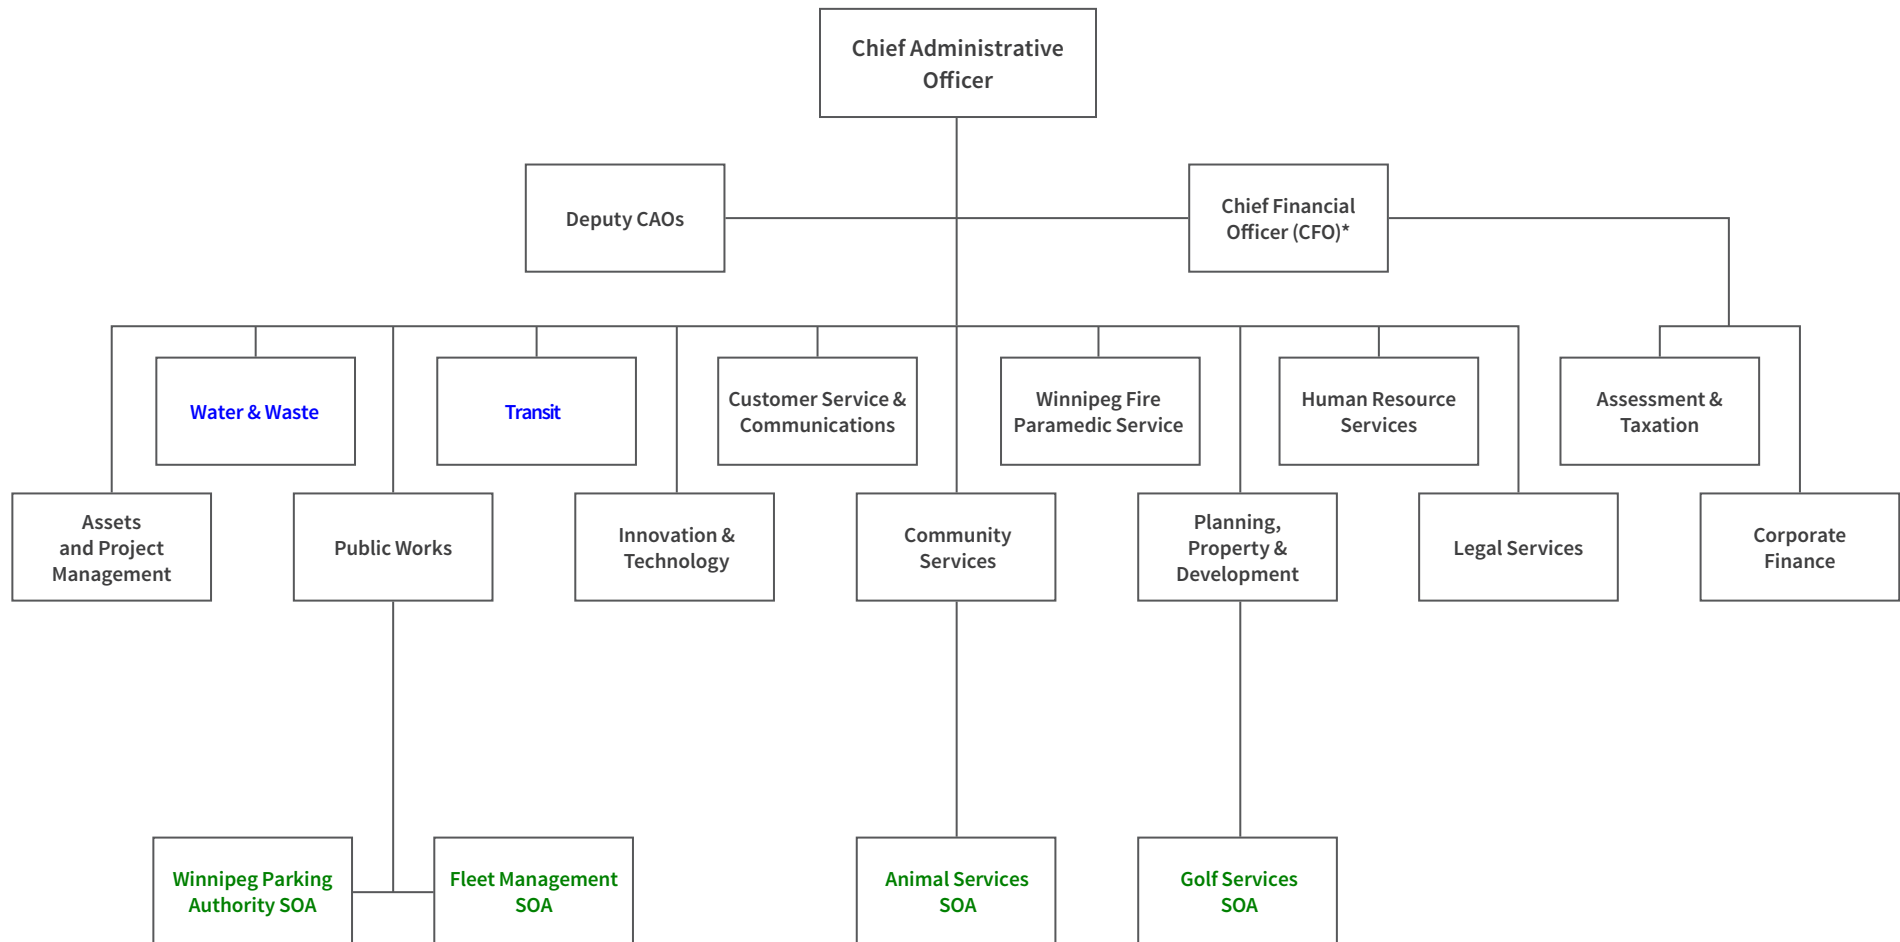 Chief Administrative
Officer
Deputy CAOs
Chief Financial
Officer (CFO)*
Water & Waste
Transit
Customer Service &
Communications
Winnipeg Fire
Paramedic Service
Human Resource
Services
Assessment &
Taxation
Assets
and Project
Management
Public Works
Innovation &
Technology
Community
Services
Planning,
Property &
Development
Legal Services
Corporate
Finance
Winnipeg Parking
Authority SOA
Fleet Management
SOA
Animal Services
SOA
Golf Services
SOA